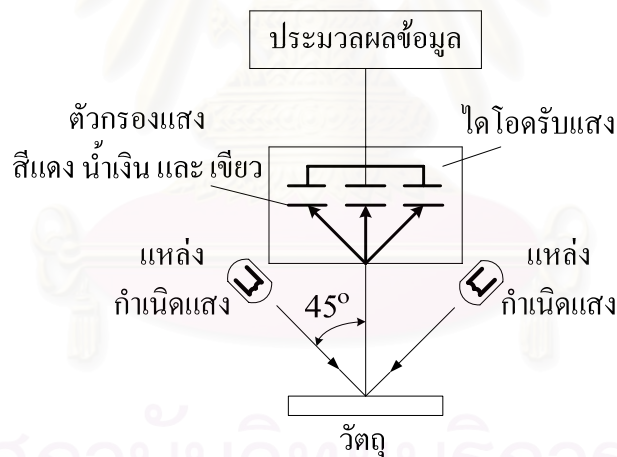 ประมวลผลข้อมูล
ตัวกรองแสง
สีแดง น้ำเงิน และ เขียว
ไดโอดรับแสง
แหล่ง
กำเนิดแสง
45°
แหล่ง
กำเนิดแสง
วัตถุ